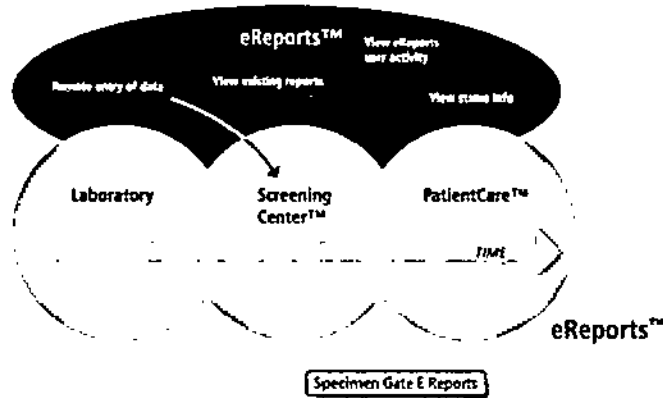 eReports™
View eReports
user activity
View existing reports
Remote entry of data
View status info
Laboratory
Screening
Center™
PatientCare™
TIME
eReports™
Specimen Gate E Reports